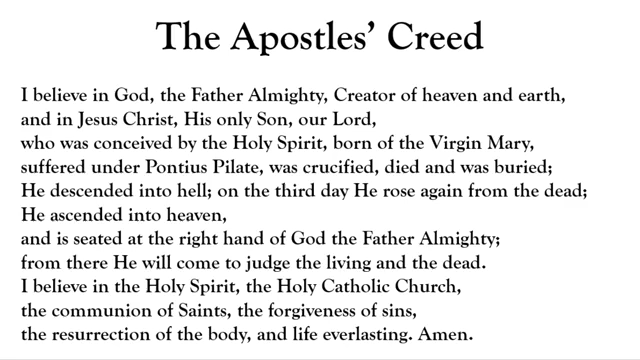 The Apostles’ Creed
I believe in God, the Father Almighty, Creator of heaven and earth,
and in Jesus Christ, His only Son, our Lord,
who was conceived by the Holy Spirit, born of the Virgin Mary,
suffered under Pontius Pilate, was crucified, died and was buried;
He descended into hell; on the third day He rose again from the dead;
He ascended into heaven,
and is seated at the right hand of God the Father Almighty;
from there He will come to judge the living and the dead.
I believe in the Holy Spirit, the Holy Catholic Church,
the communion of Saints, the forgiveness of sins,
the resurrection of the body, and life everlasting. Amen.